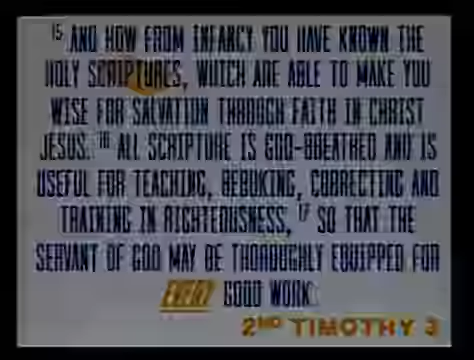 15 AND HOW FROM INFANCY YOU HAVE KNOWN THE
HOLY SCRIPTURES, WHICH ARE ABLE TO MAKE YOU
WISE FOR SALVATION THROUGH FAITH IN CHRIST
JESUS. 16 ALL SCRIPTURE IS GOD-BREATHED AND IS
USEFUL FOR TEACHING, REBUKING, CORRECTING AND
TRAINING IN RIGHTEOUSNESS, 17 SO THAT THE
SERVANT OF GOD MAY BE THOROUGHLY EQUIPPED FOR
EVERY GOOD WORK.
2ND TIMOTHY 3